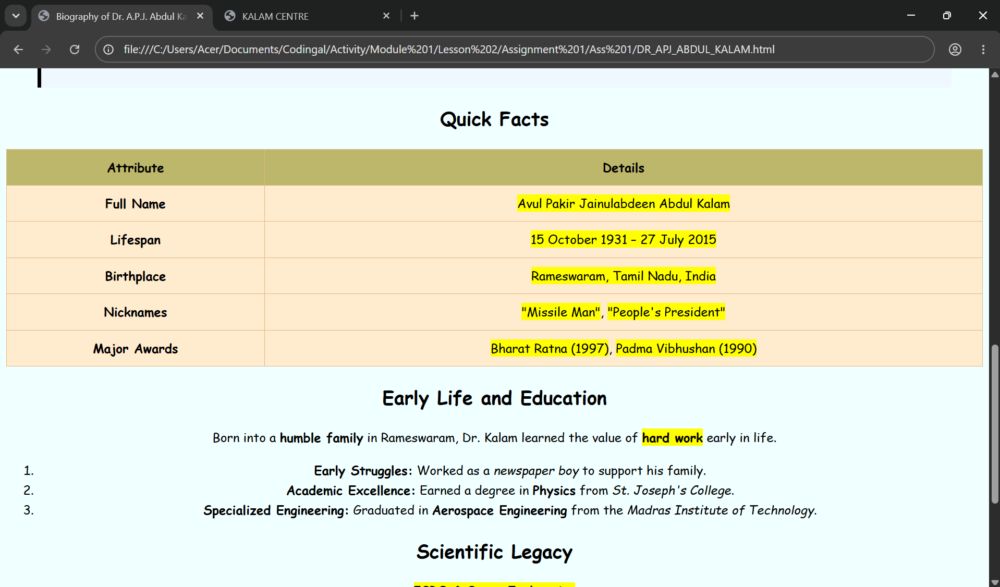 Biography of Dr. A.P.J. Abdul Ka
KALAM CENTRE
file:///C:/Users/Acer/Documents/Codingal/Activity/Module%201/Lesson%202/Assignment%201/Ass%201/DR_APJ_ABDUL_KALAM.html
Quick Facts
Attribute Details
Full Name Avul Pakir Jainulabdeen Abdul Kalam
Lifespan 15 October 1931 – 27 July 2015
Birthplace Rameswaram, Tamil Nadu, India
Nicknames "Missile Man", "People's President"
Major Awards Bharat Ratna (1997), Padma Vibhushan (1990)
Early Life and Education
Born into a humble family in Rameswaram, Dr. Kalam learned the value of hard work early in life.
1. Early Struggles: Worked as a newspaper boy to support his family.
2. Academic Excellence: Earned a degree in Physics from St. Joseph's College.
3. Specialized Engineering: Graduated in Aerospace Engineering from the Madras Institute of Technology.
Scientific Legacy